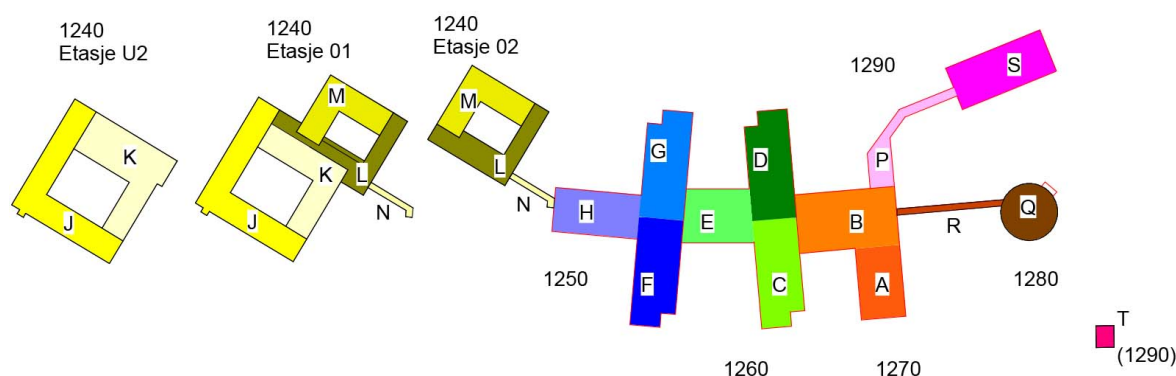 1240
Etasje U2
1240
Etasje 01
1240
Etasje 02
1290
S
M
M
G
D
K
L
K
L
P
J
J
N
N
H
E
B
R
Q
F
C
A
1250
1280
1260
1270
T
(1290)